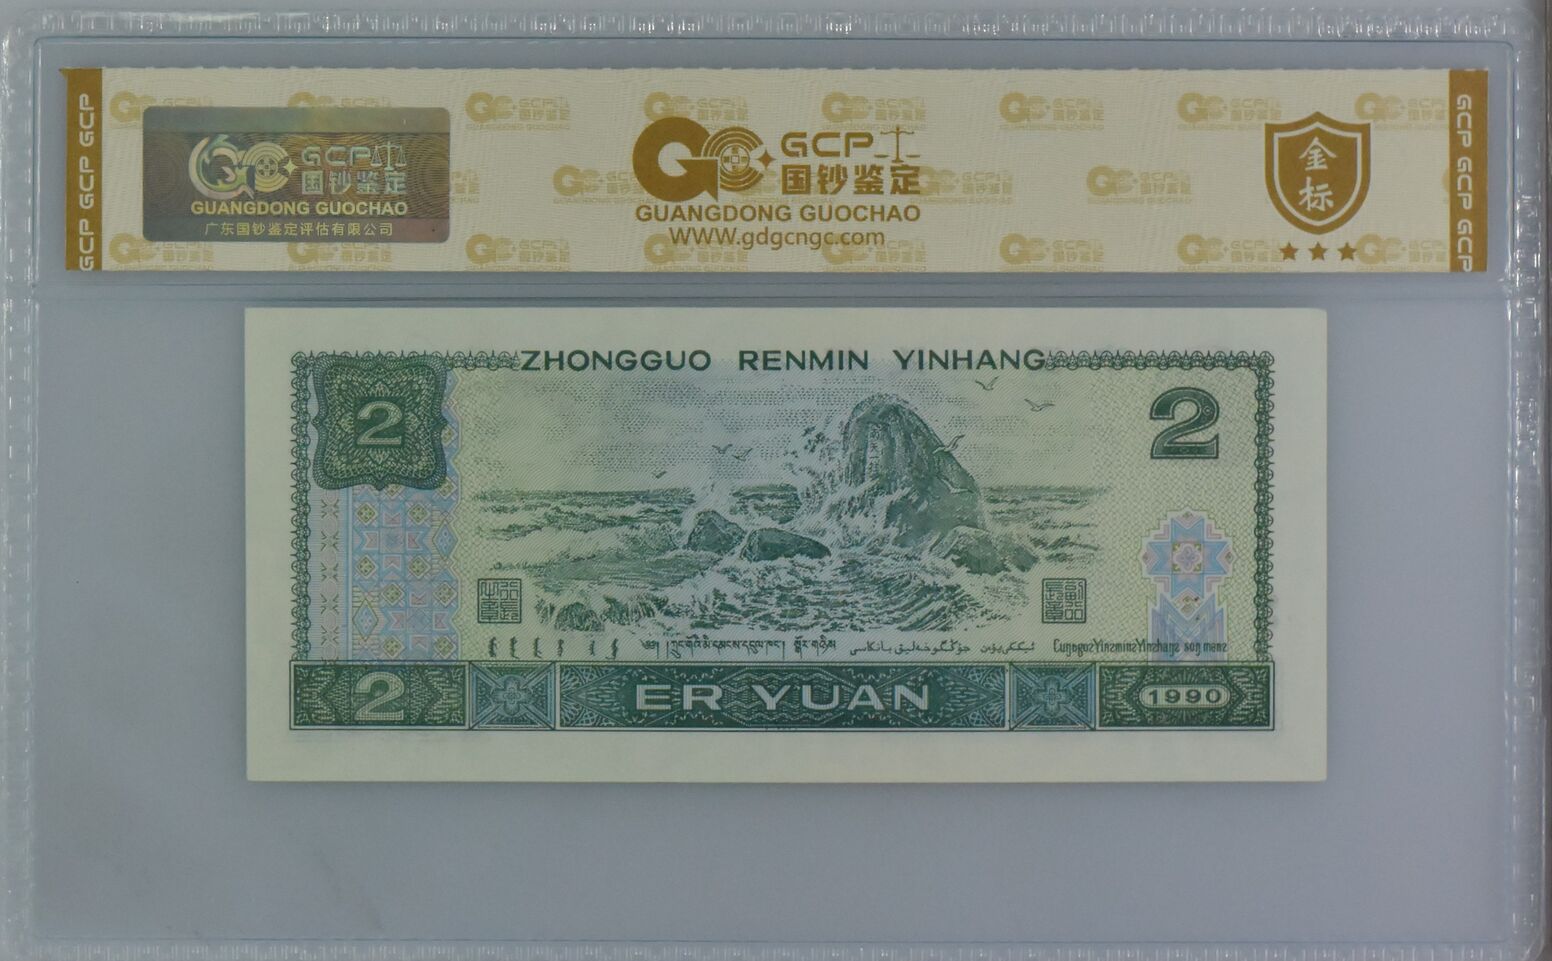 GCP GCP GCP
GCP 国钞鉴定
GUANGDONG GUOCHAO
广东国钞鉴定评估有限公司
GCP
国钞鉴定
GUANGDONG GUOCHAO
WWW.gdgcngc.com
金标
GCP GCP GCP
ZHONGGUO RENMIN YINHANG
2
2
2
ER YUAN
1990